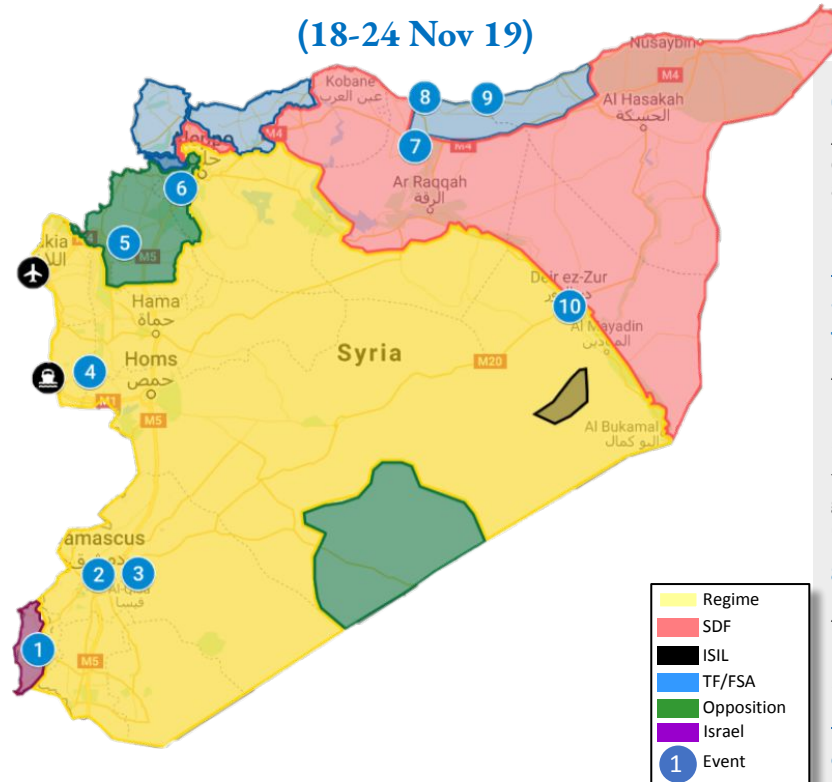 (18-24 Nov 19)
Nusaybin
Kobane
عين العرب
M4
8
9
Al Hasakah
الحسكة
M4
7
M4
Ar Raqqah
الرقة
6
5
M5
Deir ez-Zur
10
Al Mayadin
الميادين
Hama
حماة
Syria
M20
4
Homs
حمص
M1
M5
Al Bukamal
البو كمال
amascus
2
3
1
M5
Regime
SDF
ISIL
TF/FSA
Opposition
Israel
1 Event